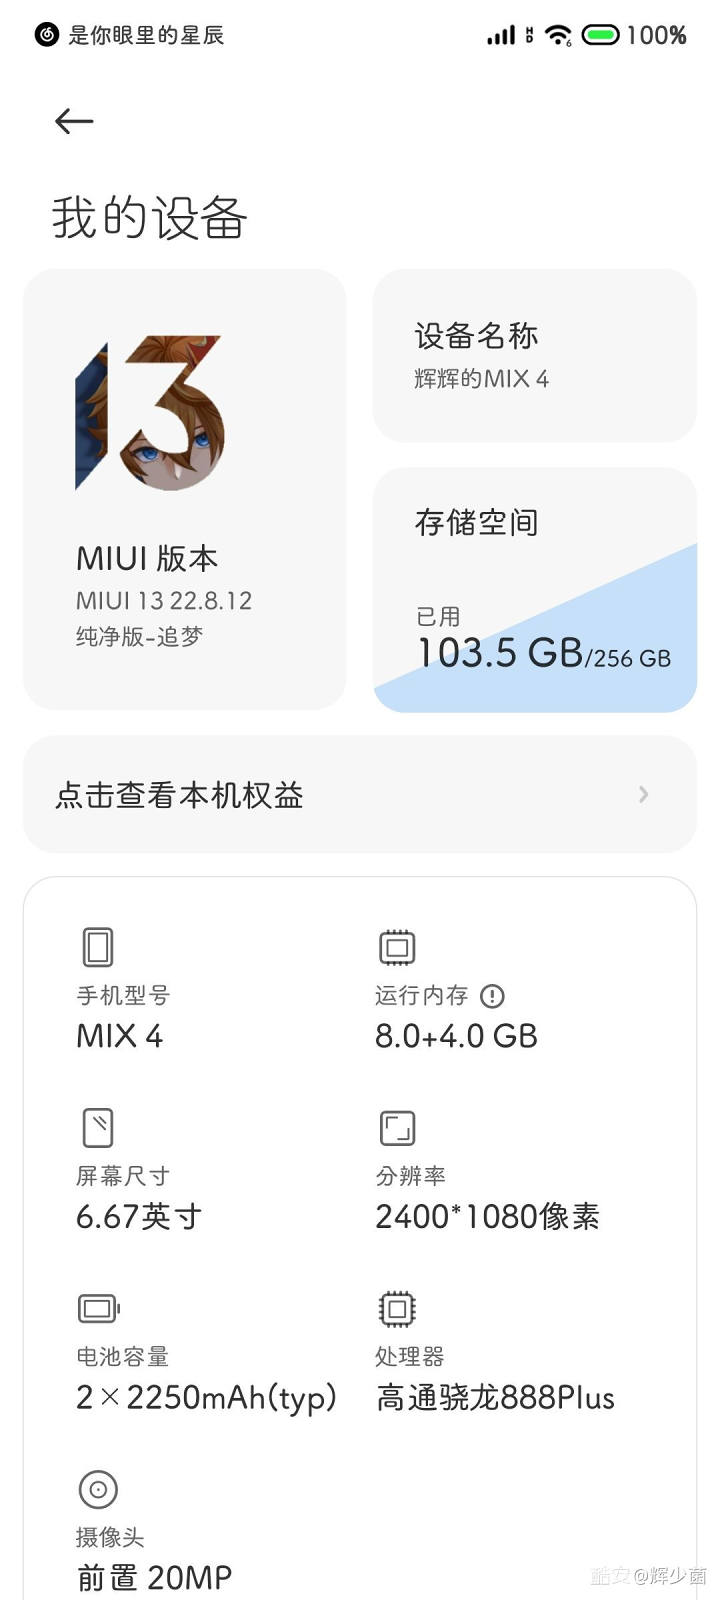 是你眼里的星辰
HD 6 100%
我的设备
13
MIUI 版本
MIUI 13 22.8.12
纯净版-追梦
设备名称
辉辉的MIX 4
存储空间
已用
103.5 GB/256 GB
点击查看本机权益
手机型号
MIX 4
运行内存
8.0+4.0 GB
屏幕尺寸
6.67英寸
分辨率
2400*1080像素
电池容量
2×2250mAh(typ)
处理器
高通骁龙888Plus
摄像头
前置 20MP
酷安@辉少菌